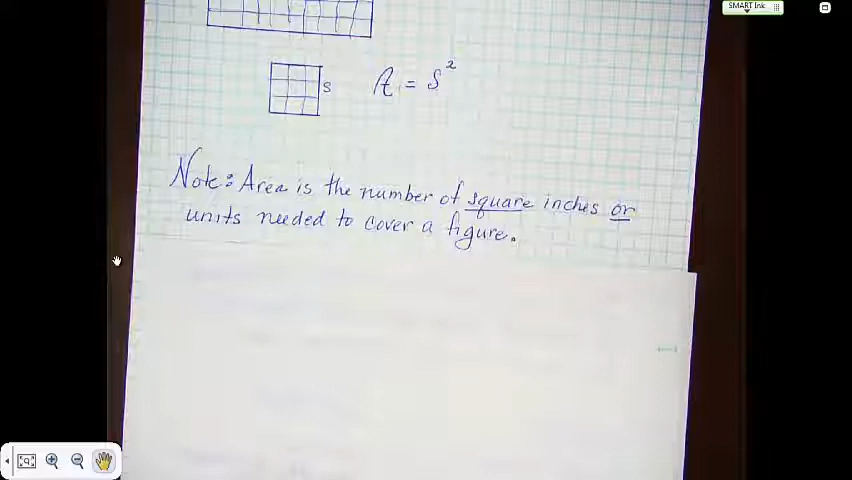 SMART Ink
S A = S²
Note: Area is the number of square inches or
units needed to cover a figure.